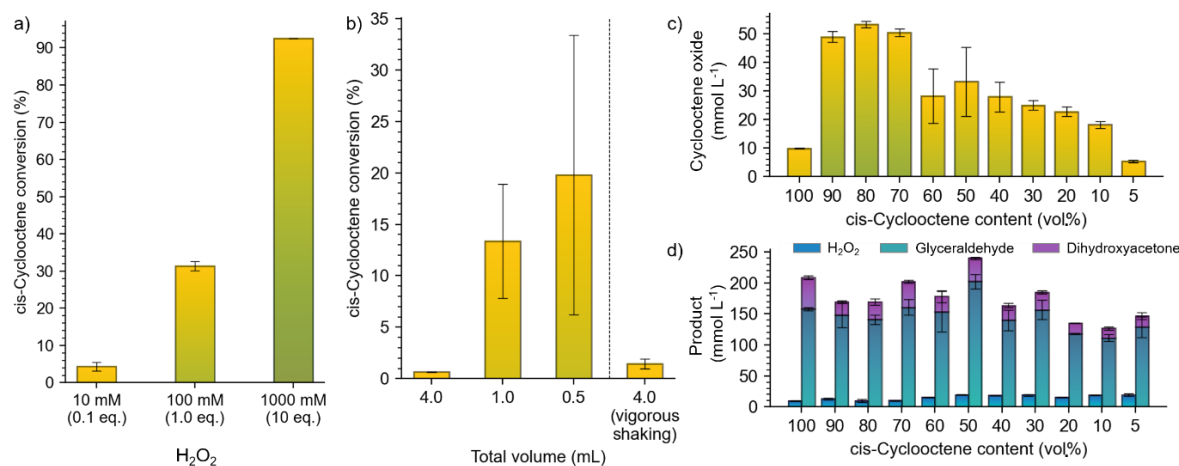 a)
cis-Cyclooctene conversion (%)
90
80
70
60
50
40
30
20
10
0
10 mM
(0.1 eq.)
100 mM
(1.0 eq.)
1000 mM
(10 eq.)
H₂O₂
b)
cis-Cyclooctene conversion (%)
35
30
25
20
15
10
5
0
4.0
1.0
0.5
4.0
(vigorous
shaking)
Total volume (mL)
c)
Cyclooctene oxide
(mmol L⁻¹)
50
40
30
20
10
0
100 90 80 70 60 50 40 30 20 10 5
cis-Cyclooctene content (vol.%)
d)
H₂O₂ Glyceraldehyde Dihydroxyacetone
Product
(mmol L⁻¹)
250
200
150
100
50
0
100 90 80 70 60 50 40 30 20 10 5
cis-Cyclooctene content (vol.%)